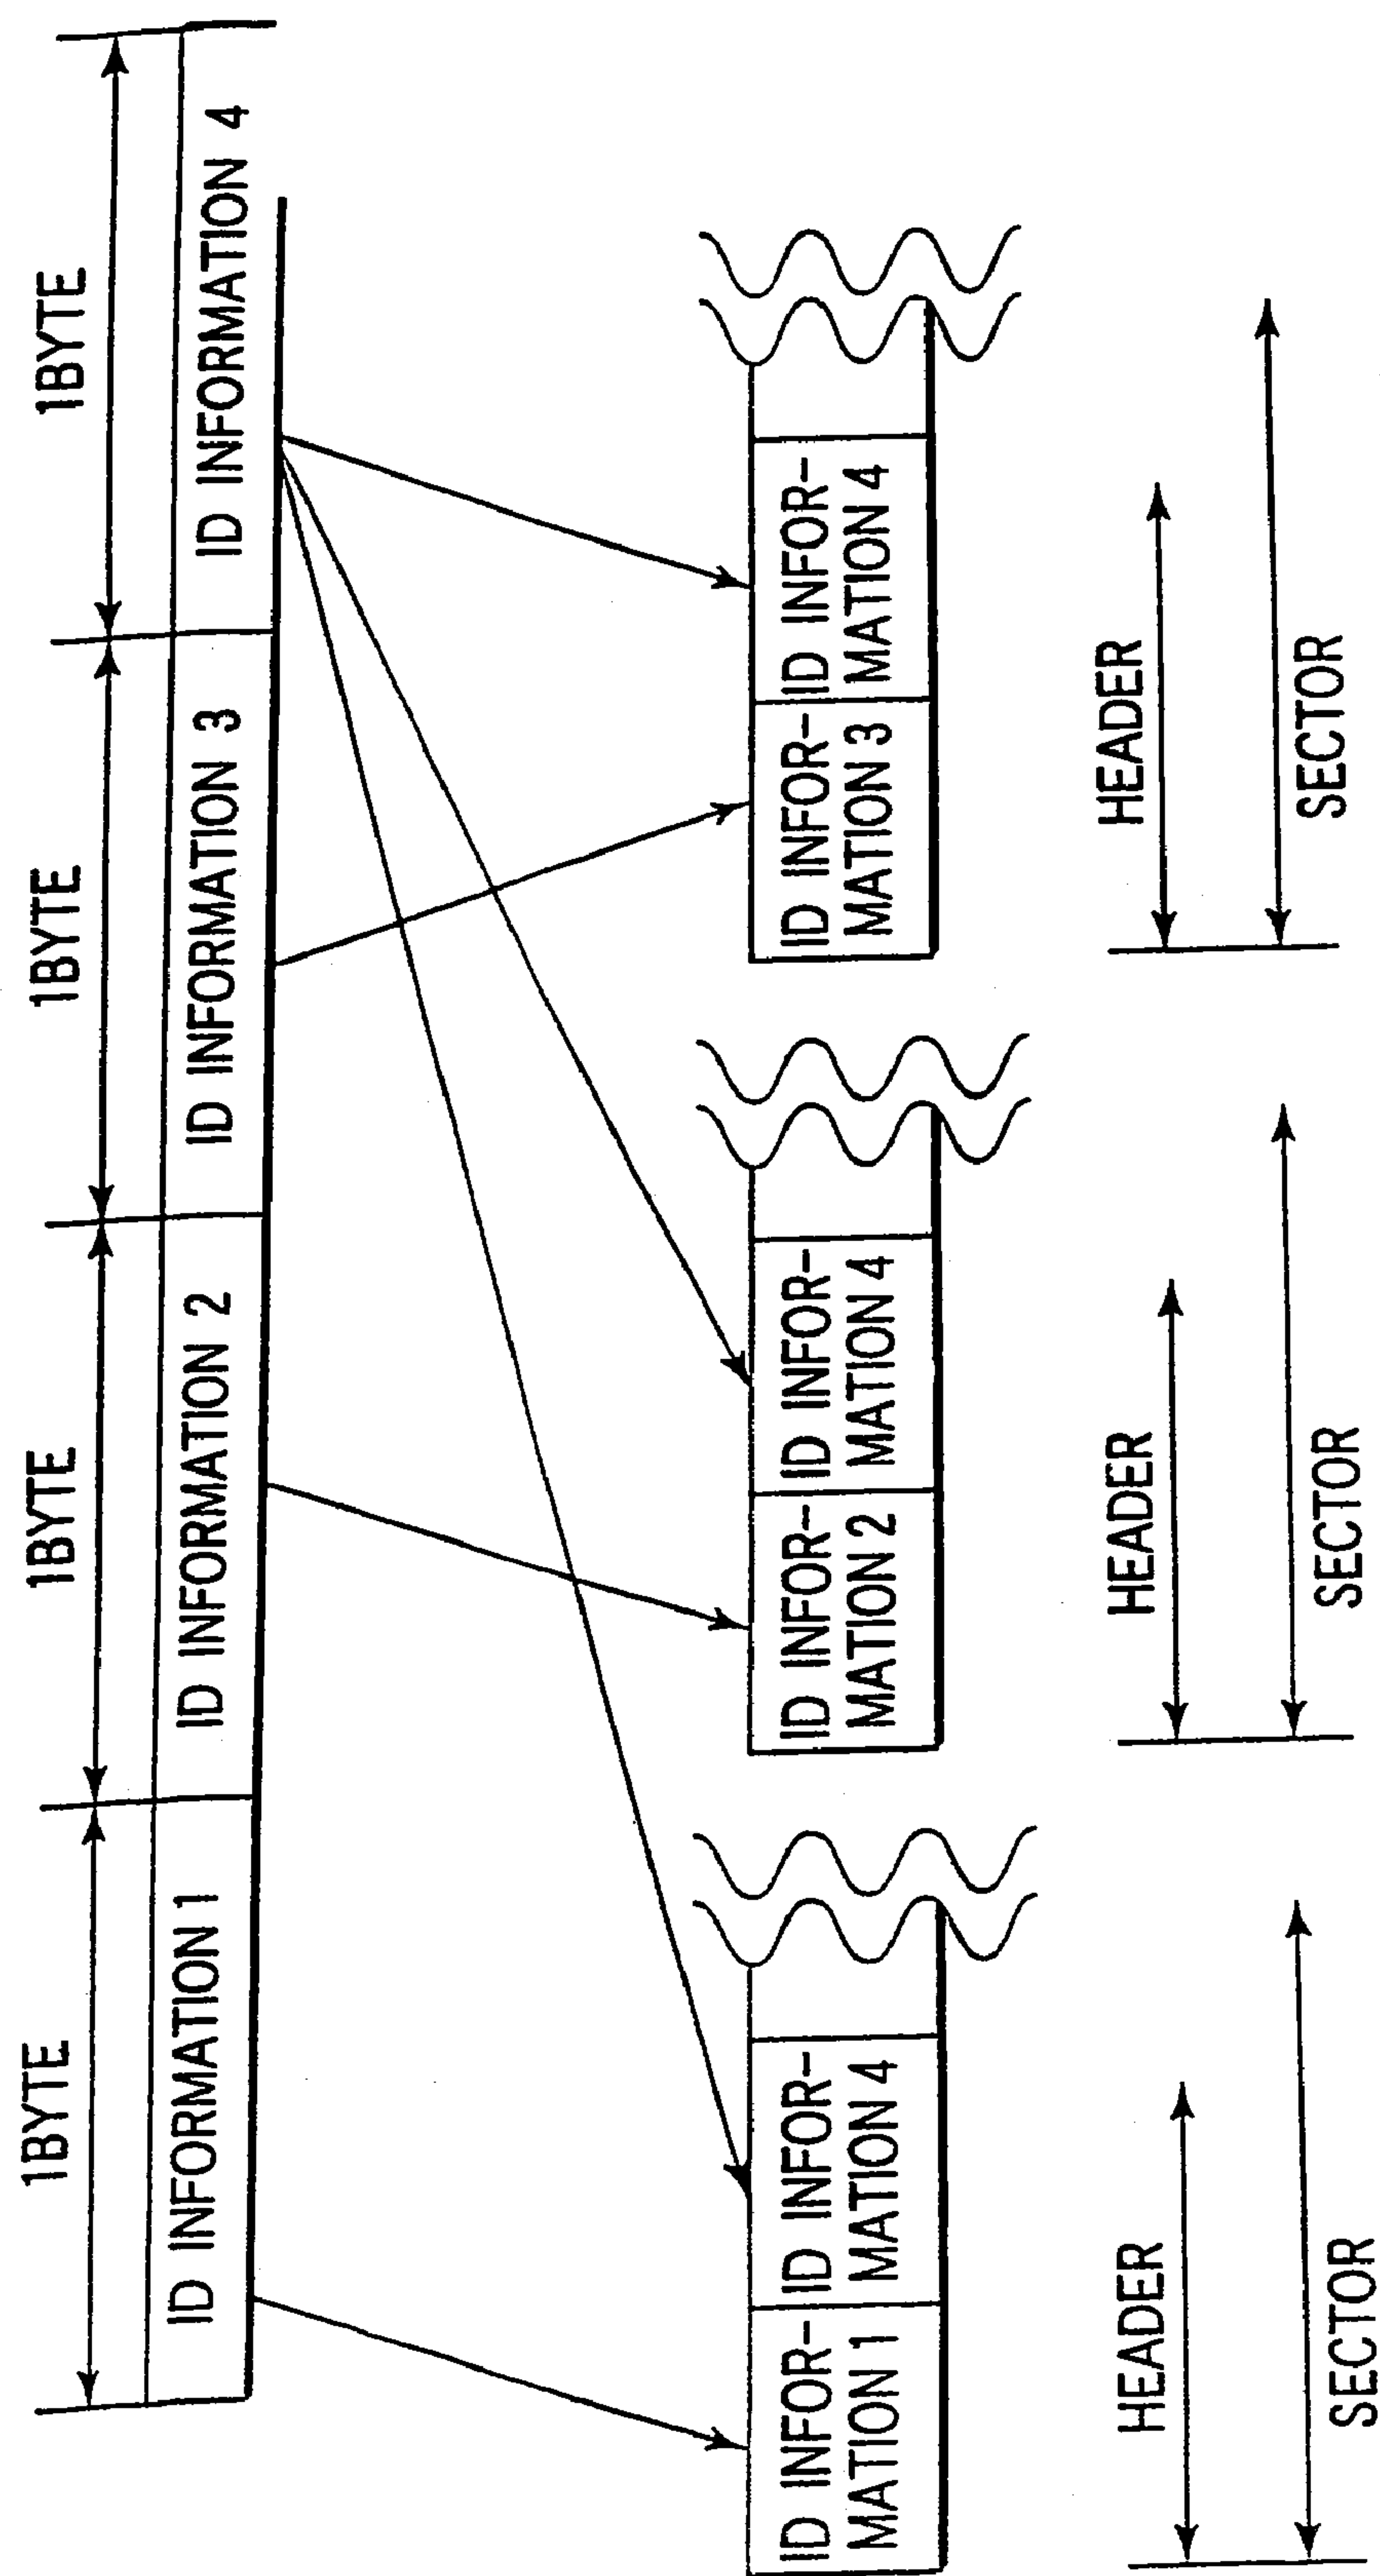 1BYTE
1BYTE
1BYTE
1BYTE
ID INFORMATION 1
ID INFORMATION 2
ID INFORMATION 3
ID INFORMATION 4
ID INFOR-
MATION 1
ID INFOR-
MATION 4
ID INFOR-
MATION 2
ID INFOR-
MATION 4
ID INFOR-
MATION 3
ID INFOR-
MATION 4
HEADER
HEADER
HEADER
SECTOR
SECTOR
SECTOR